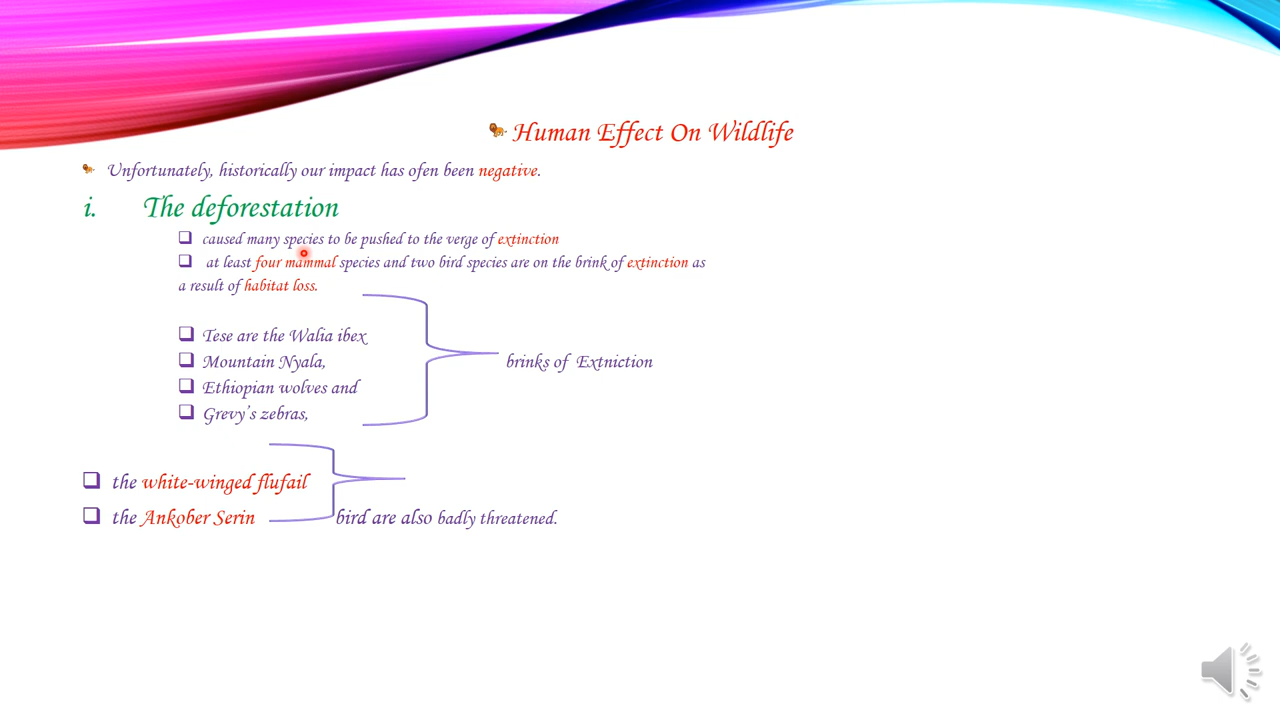 Human Effect On Wildlife
Unfortunately, historically our impact has ofen been negative.
i. The deforestation
caused many species to be pushed to the verge of extinction
at least four mammal species and two bird species are on the brink of extinction as
a result of habitat loss.
Tese are the Walia ibex
Mountain Nyala,
brinks of Extniction
Ethiopian wolves and
Grevy's zebras,
the white-winged flufail
the Ankober Serin bird are also badly threatened.